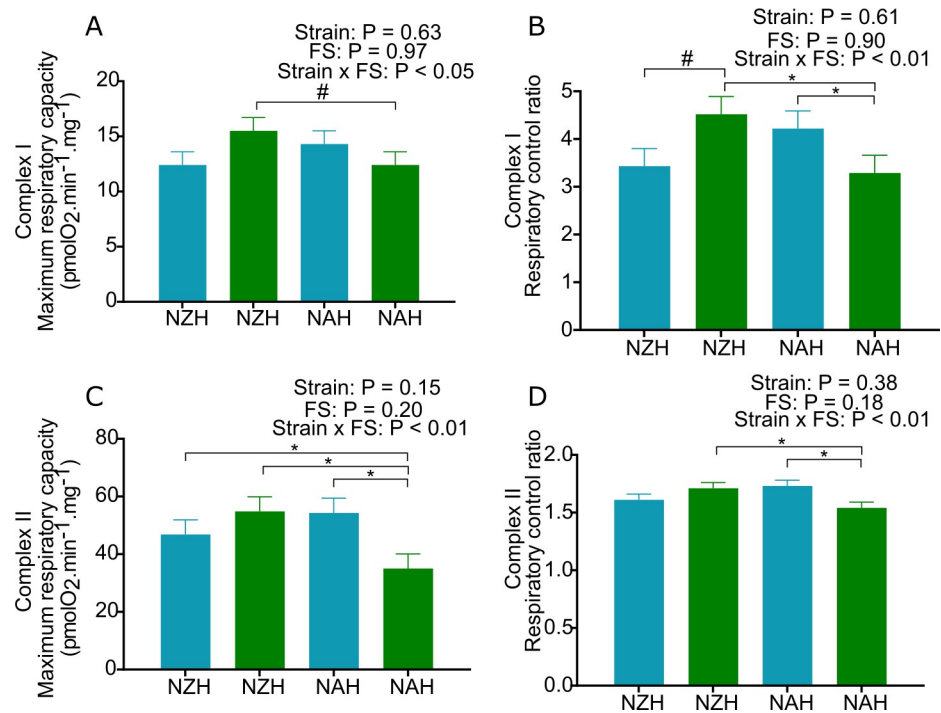 A
Strain: P = 0.63
FS: P = 0.97
Strain x FS: P < 0.05
#
Complex I
Maximum respiratory capacity
(pmolO2.min-1.mg-1)
20
15
10
5
0
NZH NZH NAH NAH
B
Strain: P = 0.61
FS: P = 0.90
Strain x FS: P < 0.01
# *
*
Complex I
Respiratory control ratio
5
4
3
2
1
0
NZH NZH NAH NAH
C
Strain: P = 0.15
FS: P = 0.20
Strain x FS: P < 0.01
*
*
*
Complex II
Maximum respiratory capacity
(pmolO2.min-1.mg-1)
80
60
40
20
0
NZH NZH NAH NAH
D
Strain: P = 0.38
FS: P = 0.18
Strain x FS: P < 0.01
*
*
Complex II
Respiratory control ratio
2.0
1.5
1.0
0.5
0.0
NZH NZH NAH NAH